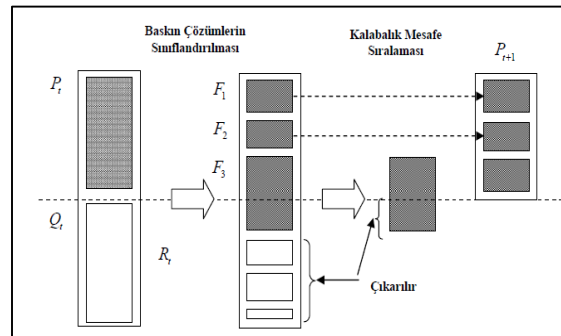 Baskın Çözümlerin
Sınıflandırılması
Kalabalık Mesafe
Sıralaması
P_t
F_1
P_{t+1}
F_2
F_3
Q_t
R_t
Çıkarılır